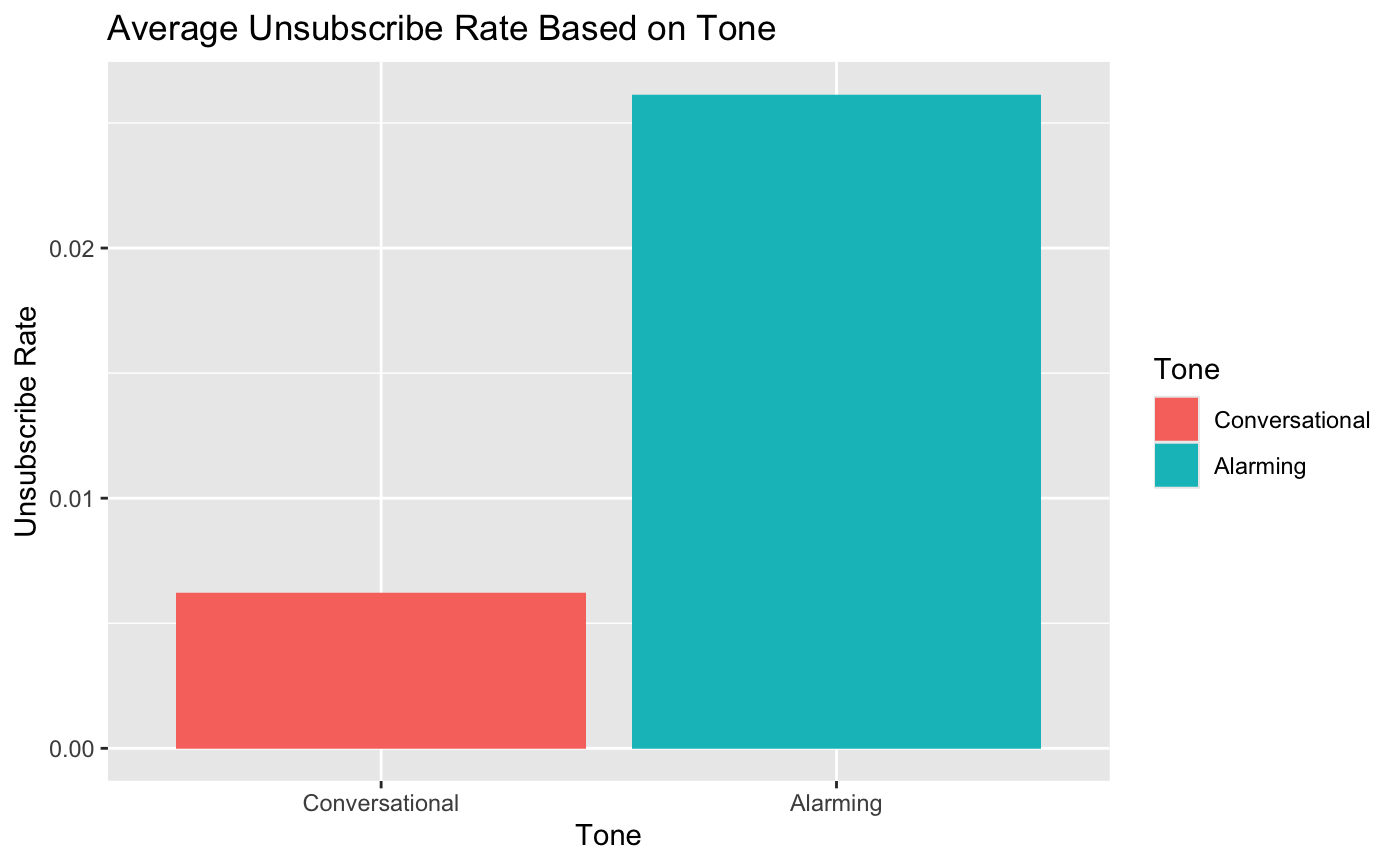 Average Unsubscribe Rate Based on Tone
Unsubscribe Rate
0.02
0.01
0.00
Conversational
Alarming
Tone
Tone
Conversational
Alarming